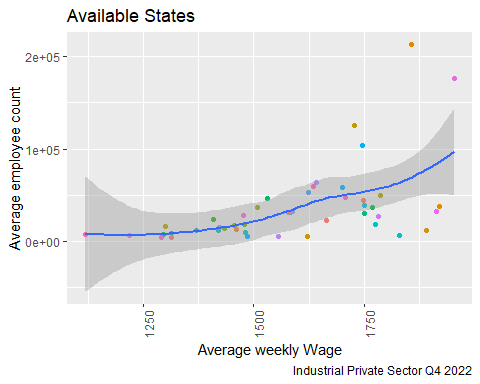 Available States
Average employee count
2e+05
1e+05
0e+00
1250
1500
1750
Average weekly Wage
Industrial Private Sector Q4 2022